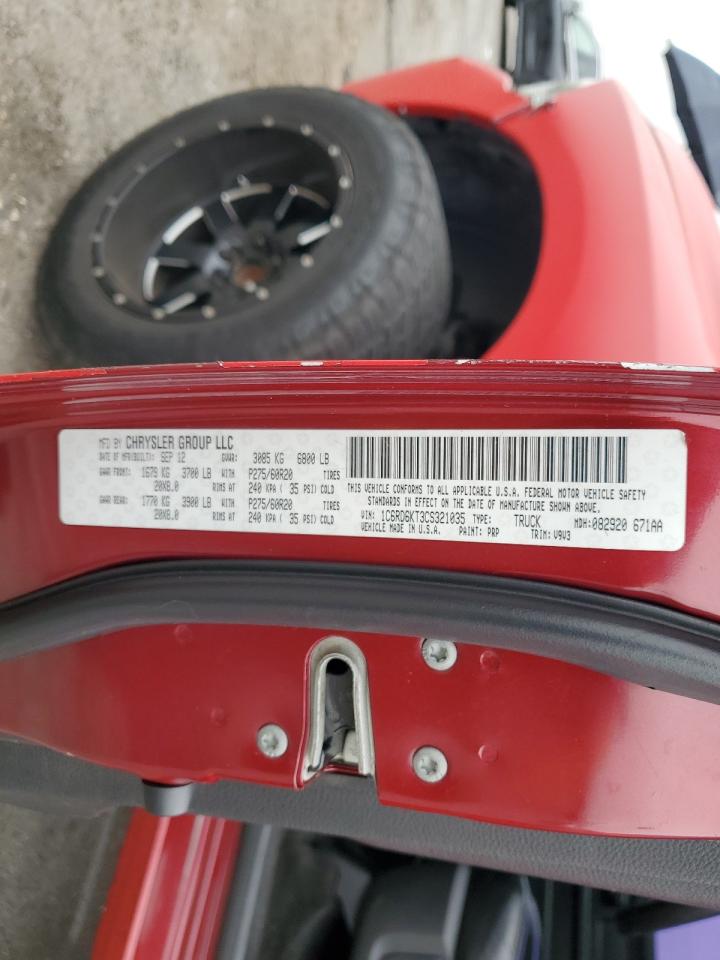 MFD BY CHRYSLER GROUP LLC
DATE OF MFR(BUILT): SEP 12 GVWR: 3085 KG 6800 LB
GAWR FRONT: 1679 KG 3700 LB WITH P275/60R20 TIRES
20X8.0 RIMS AT 240 KPA ( 35 PSI) COLD
GAWR REAR: 1770 KG 3900 LB WITH P275/60R20 TIRES
20X8.0 RIMS AT 240 KPA ( 35 PSI) COLD
THIS VEHICLE CONFORMS TO ALL APPLICABLE U.S.A. FEDERAL MOTOR VEHICLE SAFETY
STANDARDS IN EFFECT ON THE DATE OF MANUFACTURE SHOWN ABOVE.
VIN: 1C6RD6KT3CS321035 TYPE: TRUCK MDH:082920 671AA
VEHICLE MADE IN U.S.A. PAINT: PRP TRIM: V9V3